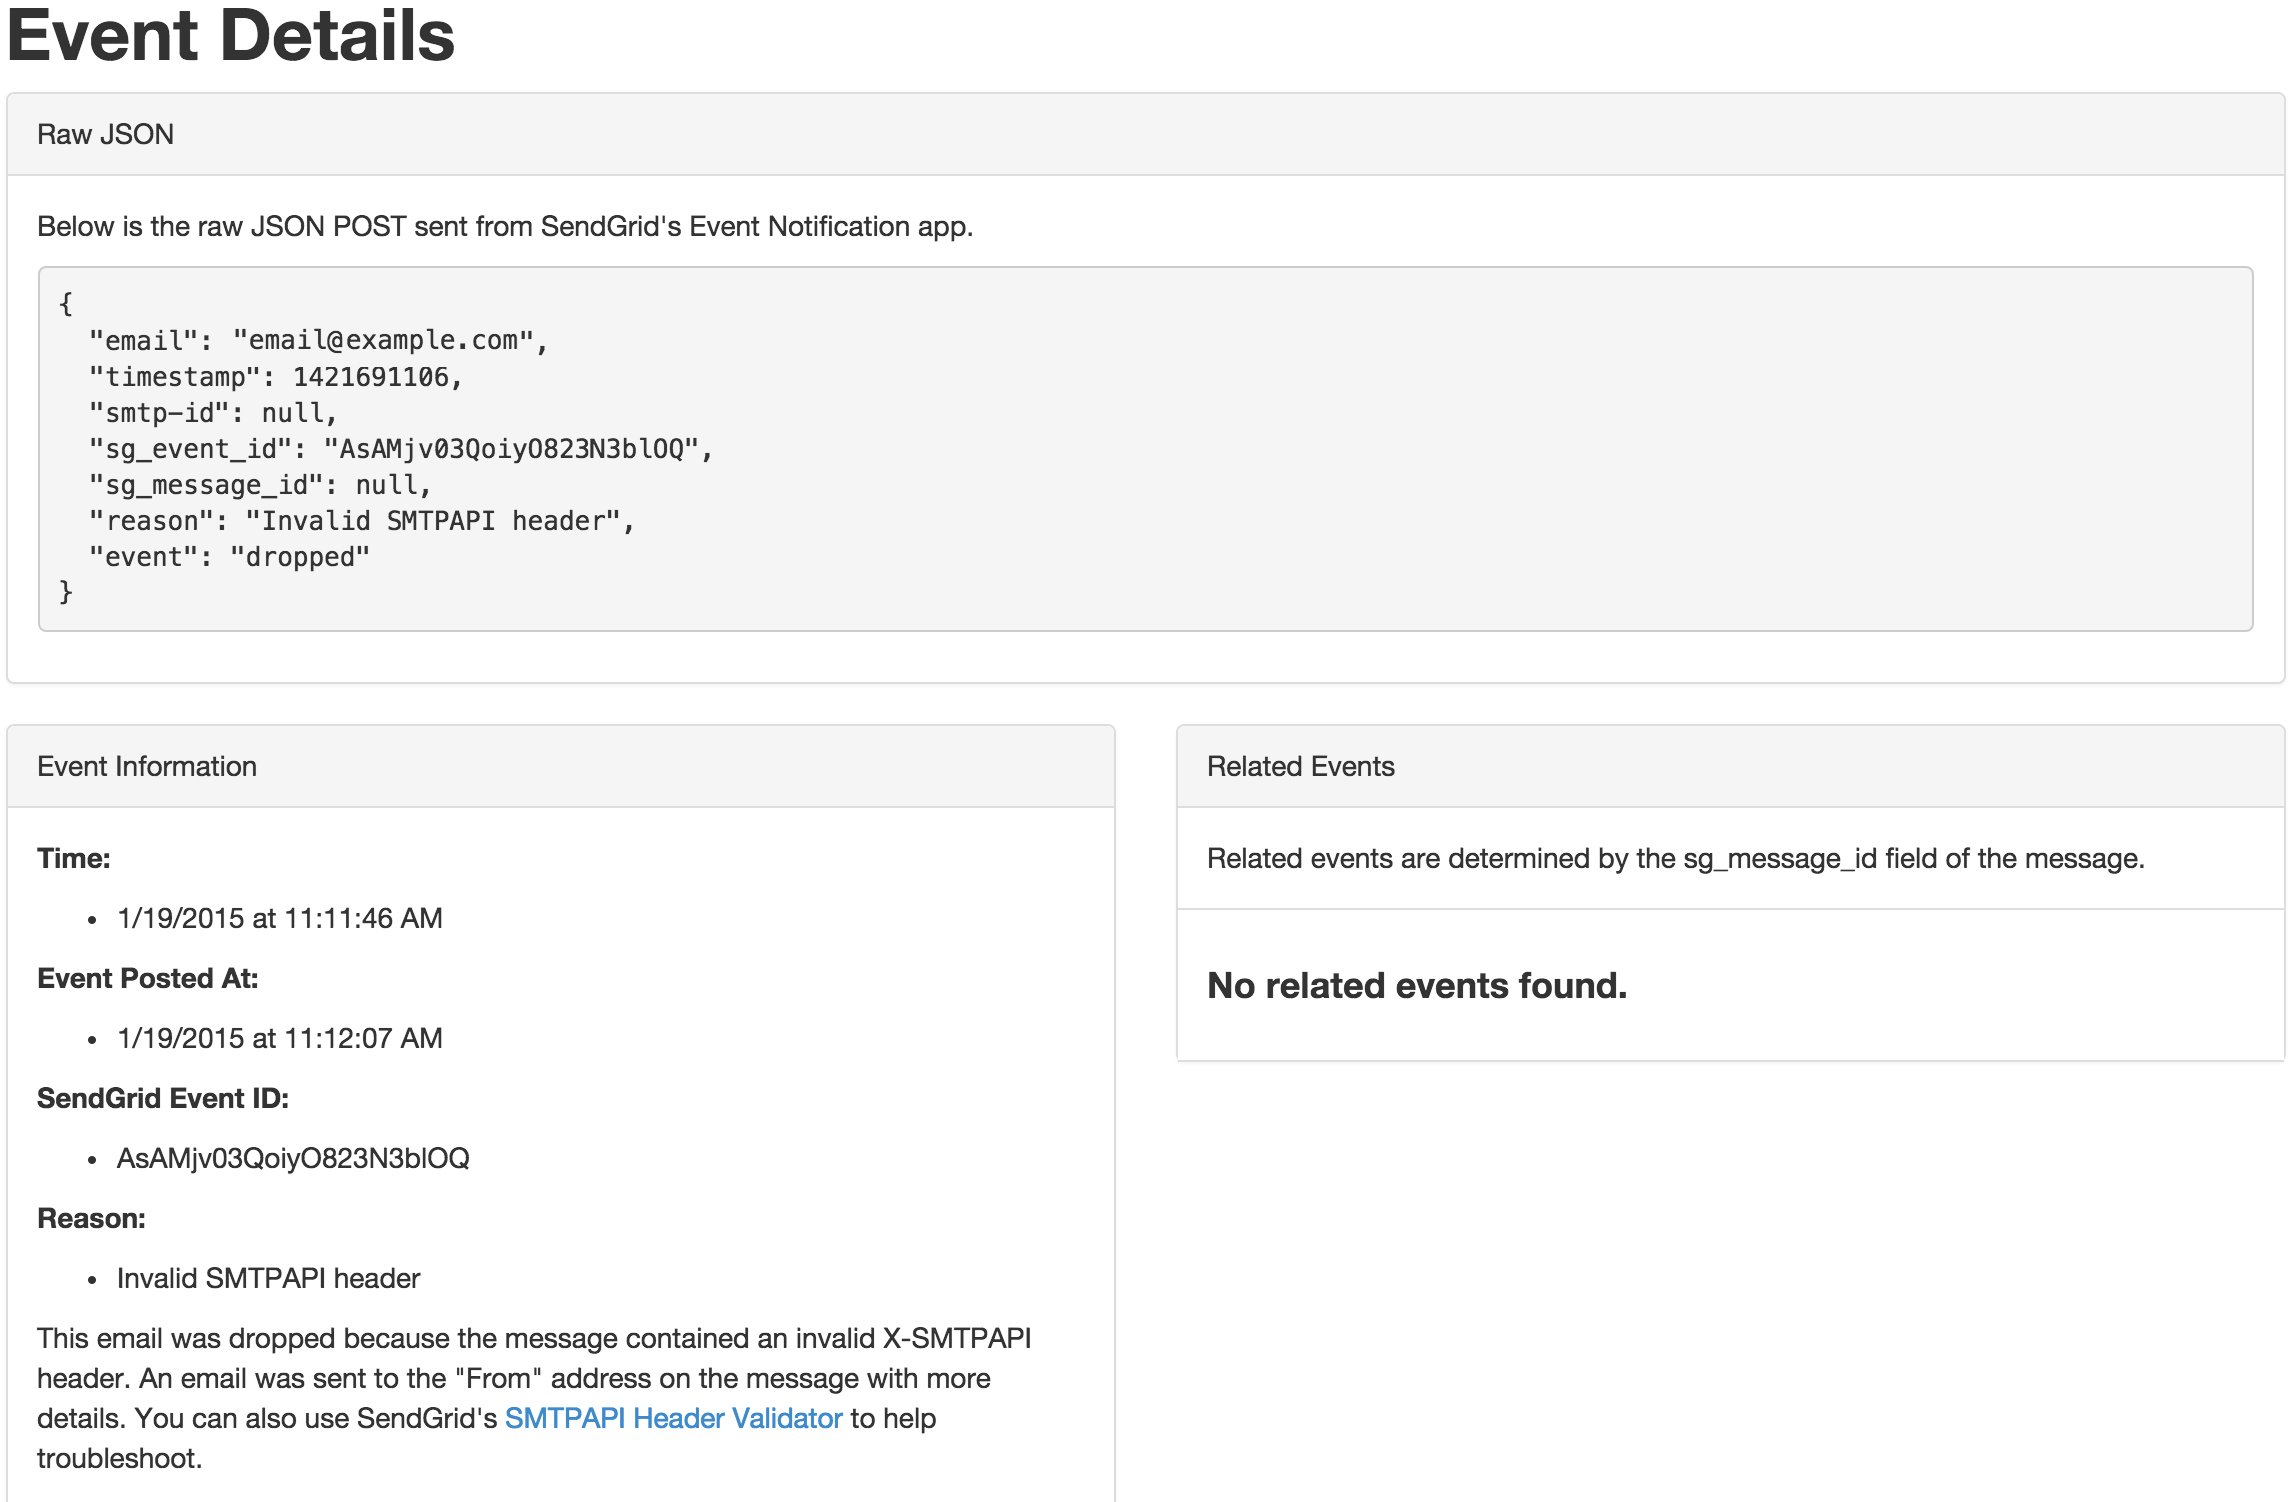 Event Details
Raw JSON
Below is the raw JSON POST sent from SendGrid's Event Notification app.
{
  "email": "email@example.com",
  "timestamp": 1421691106,
  "smtp-id": null,
  "sg_event_id": "AsAMjv03QoiyO823N3blOQ",
  "sg_message_id": null,
  "reason": "Invalid SMTPAPI header",
  "event": "dropped"
}
Event Information
Time:
• 1/19/2015 at 11:11:46 AM
Event Posted At:
• 1/19/2015 at 11:12:07 AM
SendGrid Event ID:
• AsAMjv03QoiyO823N3blOQ
Reason:
• Invalid SMTPAPI header
This email was dropped because the message contained an invalid X-SMTPAPI
header. An email was sent to the "From" address on the message with more
details. You can also use SendGrid's SMTPAPI Header Validator to help
troubleshoot.
Related Events
Related events are determined by the sg_message_id field of the message.
No related events found.